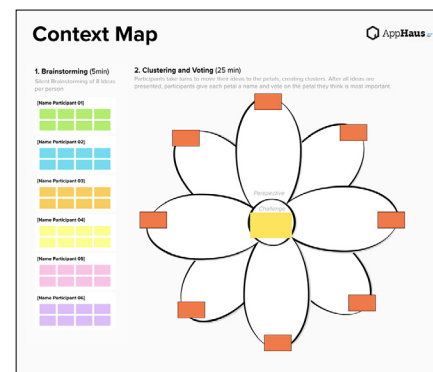 Context Map
AppHaus
1. Brainstorming (5min)
Silent Brainstorming of 8 Ideas
per person
[Name Participant 01]
[Name Participant 02]
[Name Participant 03]
[Name Participant 04]
[Name Participant 05]
[Name Participant 06]
2. Clustering and Voting (25 min)
Participants take turns to move their ideas to the petals, creating clusters. After all ideas are
presented, participants give each petal a name and vote on the petal they think is most important.
Perspective
Challenge